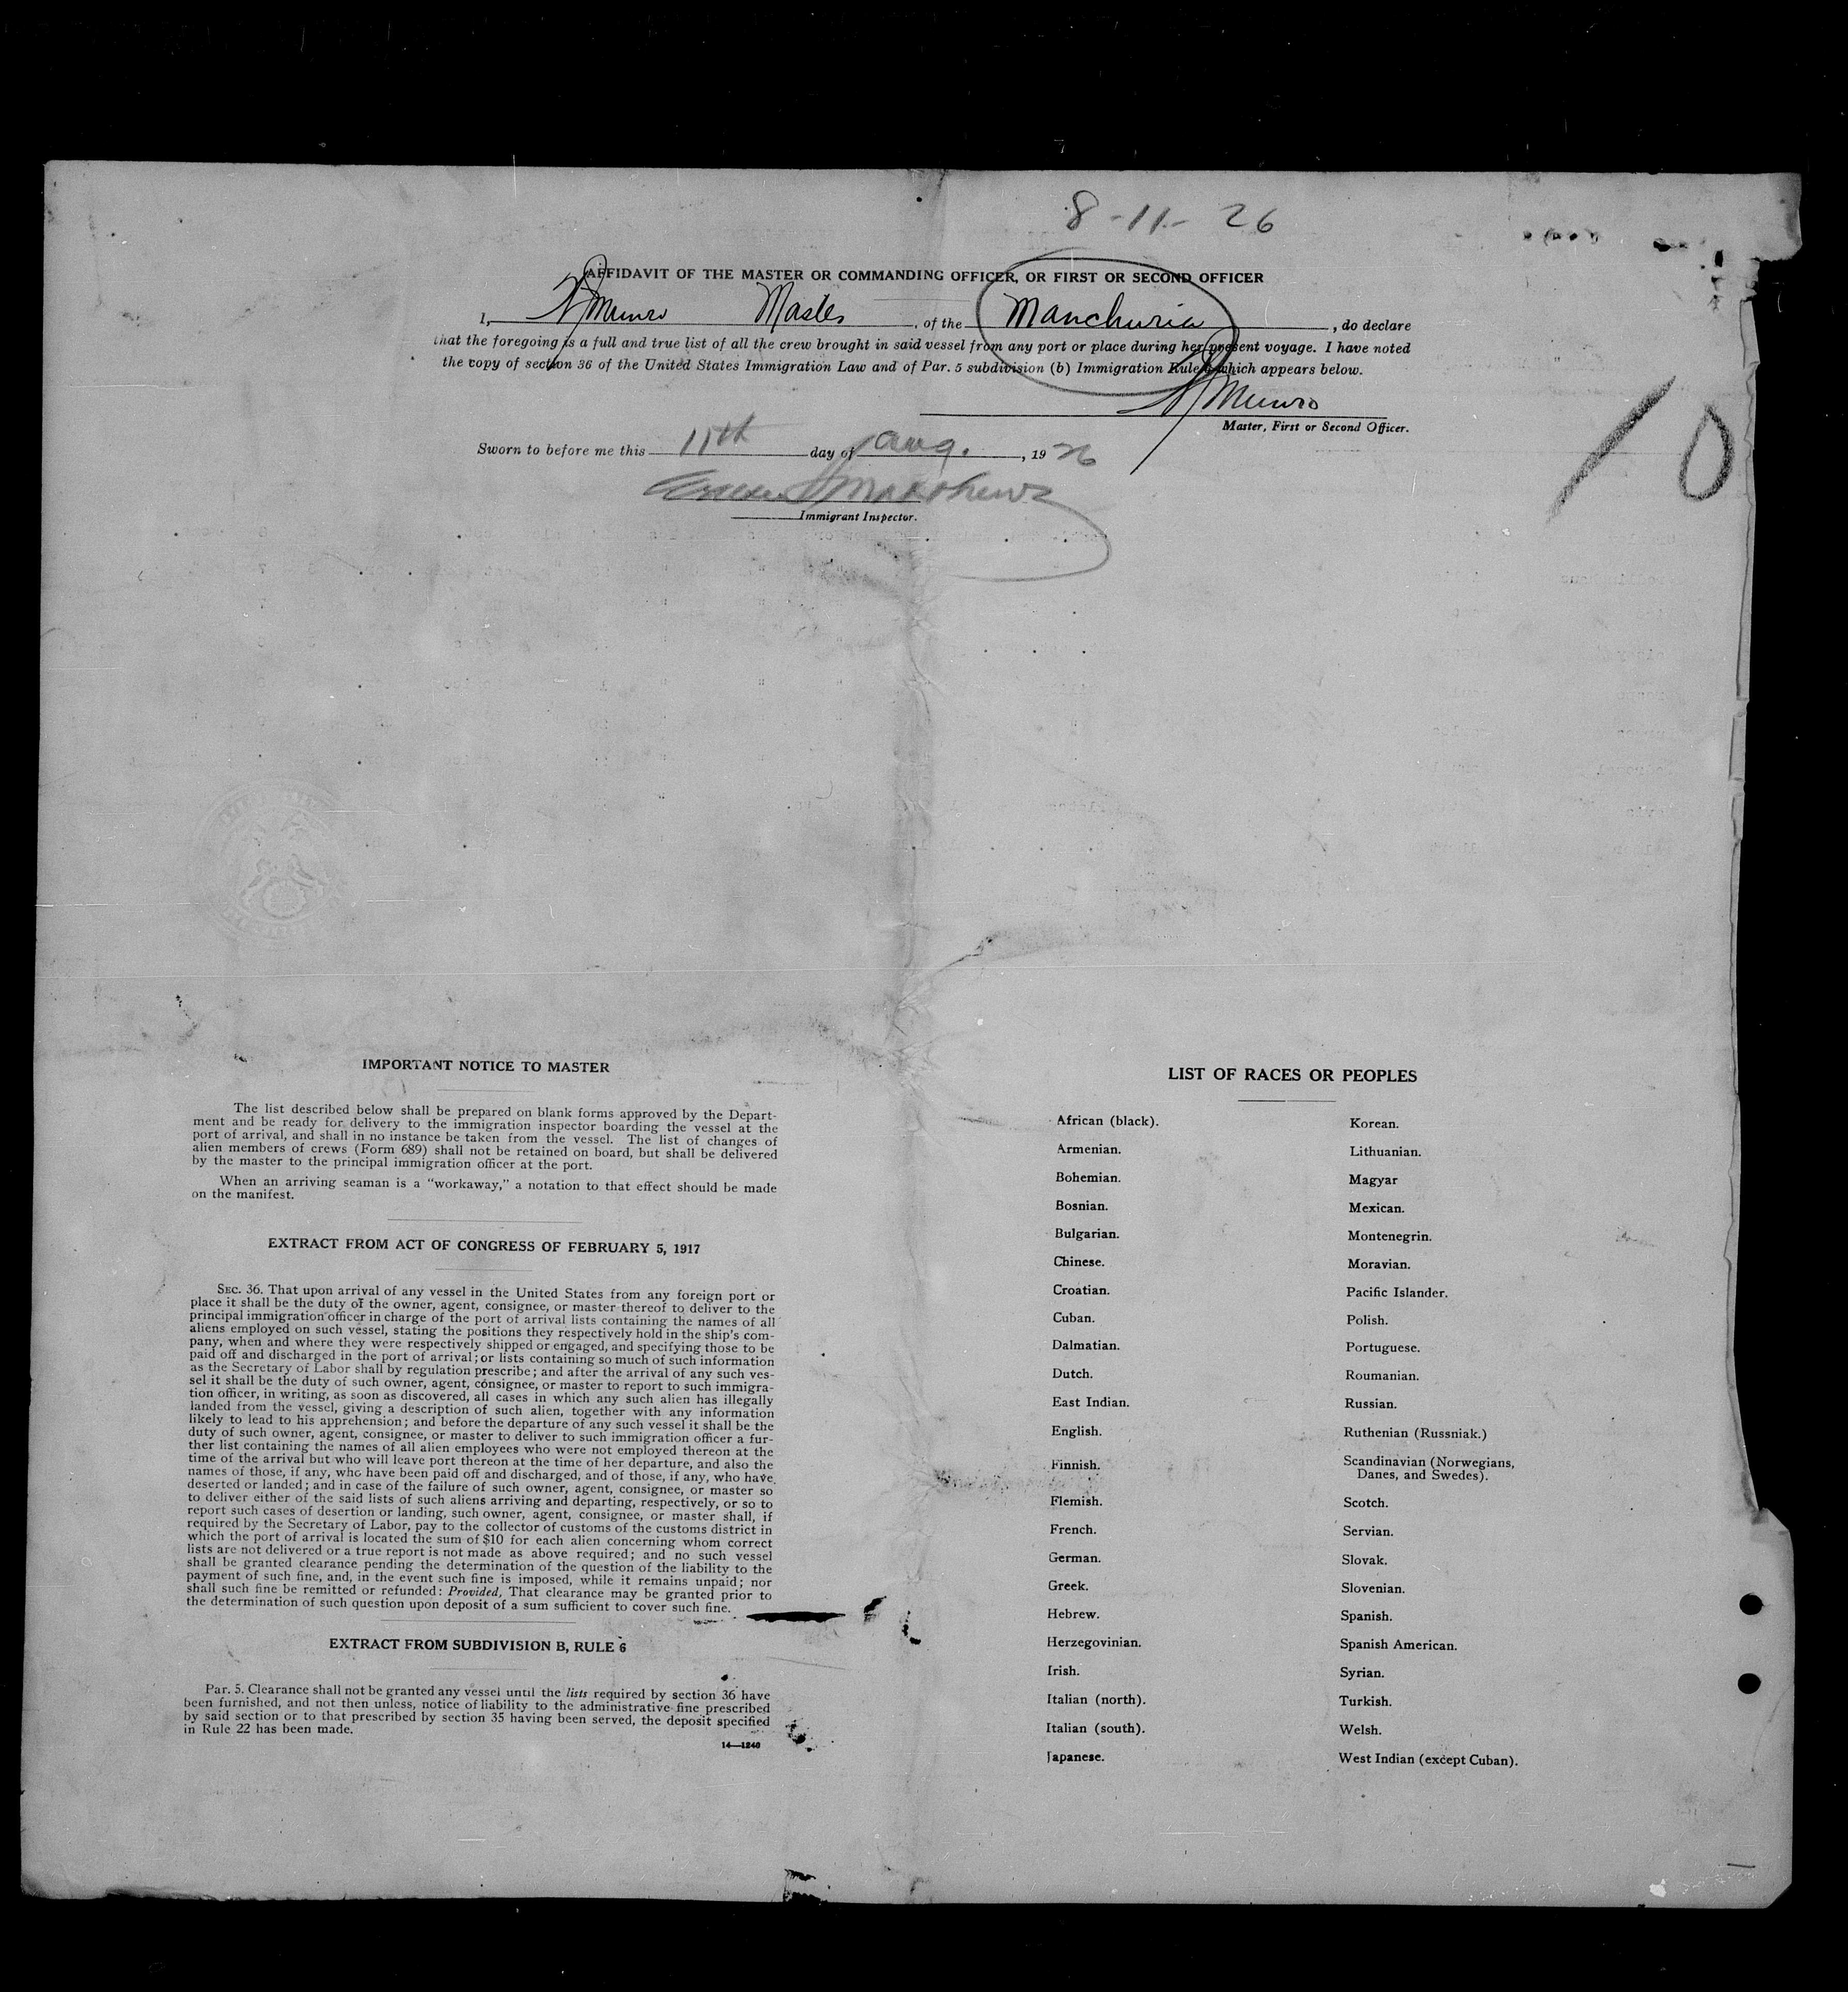 8-11-26
AFFIDAVIT OF THE MASTER OR COMMANDING OFFICER, OR FIRST OR SECOND OFFICER
I, Munro Master, of the Manchuria, do declare
that the foregoing is a full and true list of all the crew brought in said vessel from any port or place during her present voyage. I have noted
the copy of section 36 of the United States Immigration Law and of Par. 5 subdivision (b) Immigration Rule which appears below.
Munro
Master, First or Second Officer.
10
Sworn to before me this 11th day of Aug., 1926
Matthews
Immigrant Inspector.
IMPORTANT NOTICE TO MASTER
The list described below shall be prepared on blank forms approved by the Depart-
ment and be ready for delivery to the immigration inspector boarding the vessel at the
port of arrival, and shall in no instance be taken from the vessel. The list of changes of
alien members of crews (Form 689) shall not be retained on board, but shall be delivered
by the master to the principal immigration officer at the port.
When an arriving seaman is a "workaway," a notation to that effect should be made
on the manifest.
EXTRACT FROM ACT OF CONGRESS OF FEBRUARY 5, 1917
SEC. 36. That upon arrival of any vessel in the United States from any foreign port or
place it shall be the duty of the owner, agent, consignee, or master thereof to deliver to the
principal immigration officer in charge of the port of arrival lists containing the names of all
aliens employed on such vessel, stating the positions they respectively hold in the ship's com-
pany, when and where they were respectively shipped or engaged, and specifying those to be
paid off and discharged in the port of arrival; or lists containing so much of such information
as the Secretary of Labor shall by regulation prescribe; and after the arrival of any such ves-
sel it shall be the duty of such owner, agent, consignee, or master to report to such immigra-
tion officer, in writing, as soon as discovered, all cases in which any such alien has illegally
landed from the vessel, giving a description of such alien, together with any information
likely to lead to his apprehension; and before the departure of any such vessel it shall be the
duty of such owner, agent, consignee, or master to deliver to such immigration officer a fur-
ther list containing the names of all alien employees who were not employed thereon at the
time of the arrival but who will leave port thereon at the time of her departure, and also the
names of those, if any, who have been paid off and discharged, and of those, if any, who have
deserted or landed; and in case of the failure of such owner, agent, consignee, or master so
to deliver either of the said lists of such aliens arriving and departing, respectively, or so to
report such cases of desertion or landing, such owner, agent, consignee, or master shall, if
required by the Secretary of Labor, pay to the collector of customs of the customs district in
which the port of arrival is located the sum of $10 for each alien concerning whom correct
lists are not delivered or a true report is not made as above required; and no such vessel
shall be granted clearance pending the determination of the question of the liability to the
payment of such fine, and, in the event such fine is imposed, while it remains unpaid; nor
shall such fine be remitted or refunded: Provided, That clearance may be granted prior to
the determination of such question upon deposit of a sum sufficient to cover such fine.
EXTRACT FROM SUBDIVISION B, RULE 6
Par. 5. Clearance shall not be granted any vessel until the lists required by section 36 have
been furnished, and not then unless, notice of liability to the administrative fine prescribed
by said section or to that prescribed by section 35 having been served, the deposit specified
in Rule 22 has been made.
14—1240
LIST OF RACES OR PEOPLES
African (black).
Armenian.
Bohemian.
Bosnian.
Bulgarian.
Chinese.
Croatian.
Cuban.
Dalmatian.
Dutch.
East Indian.
English.
Finnish.
Flemish.
French.
German.
Greek.
Hebrew.
Herzegovinian.
Irish.
Italian (north).
Italian (south).
Japanese.
Korean.
Lithuanian.
Magyar
Mexican.
Montenegrin.
Moravian.
Pacific Islander.
Polish.
Portuguese.
Roumanian.
Russian.
Ruthenian (Russniak.)
Scandinavian (Norwegians,
Danes, and Swedes).
Scotch.
Servian.
Slovak.
Slovenian.
Spanish.
Spanish American.
Syrian.
Turkish.
Welsh.
West Indian (except Cuban).